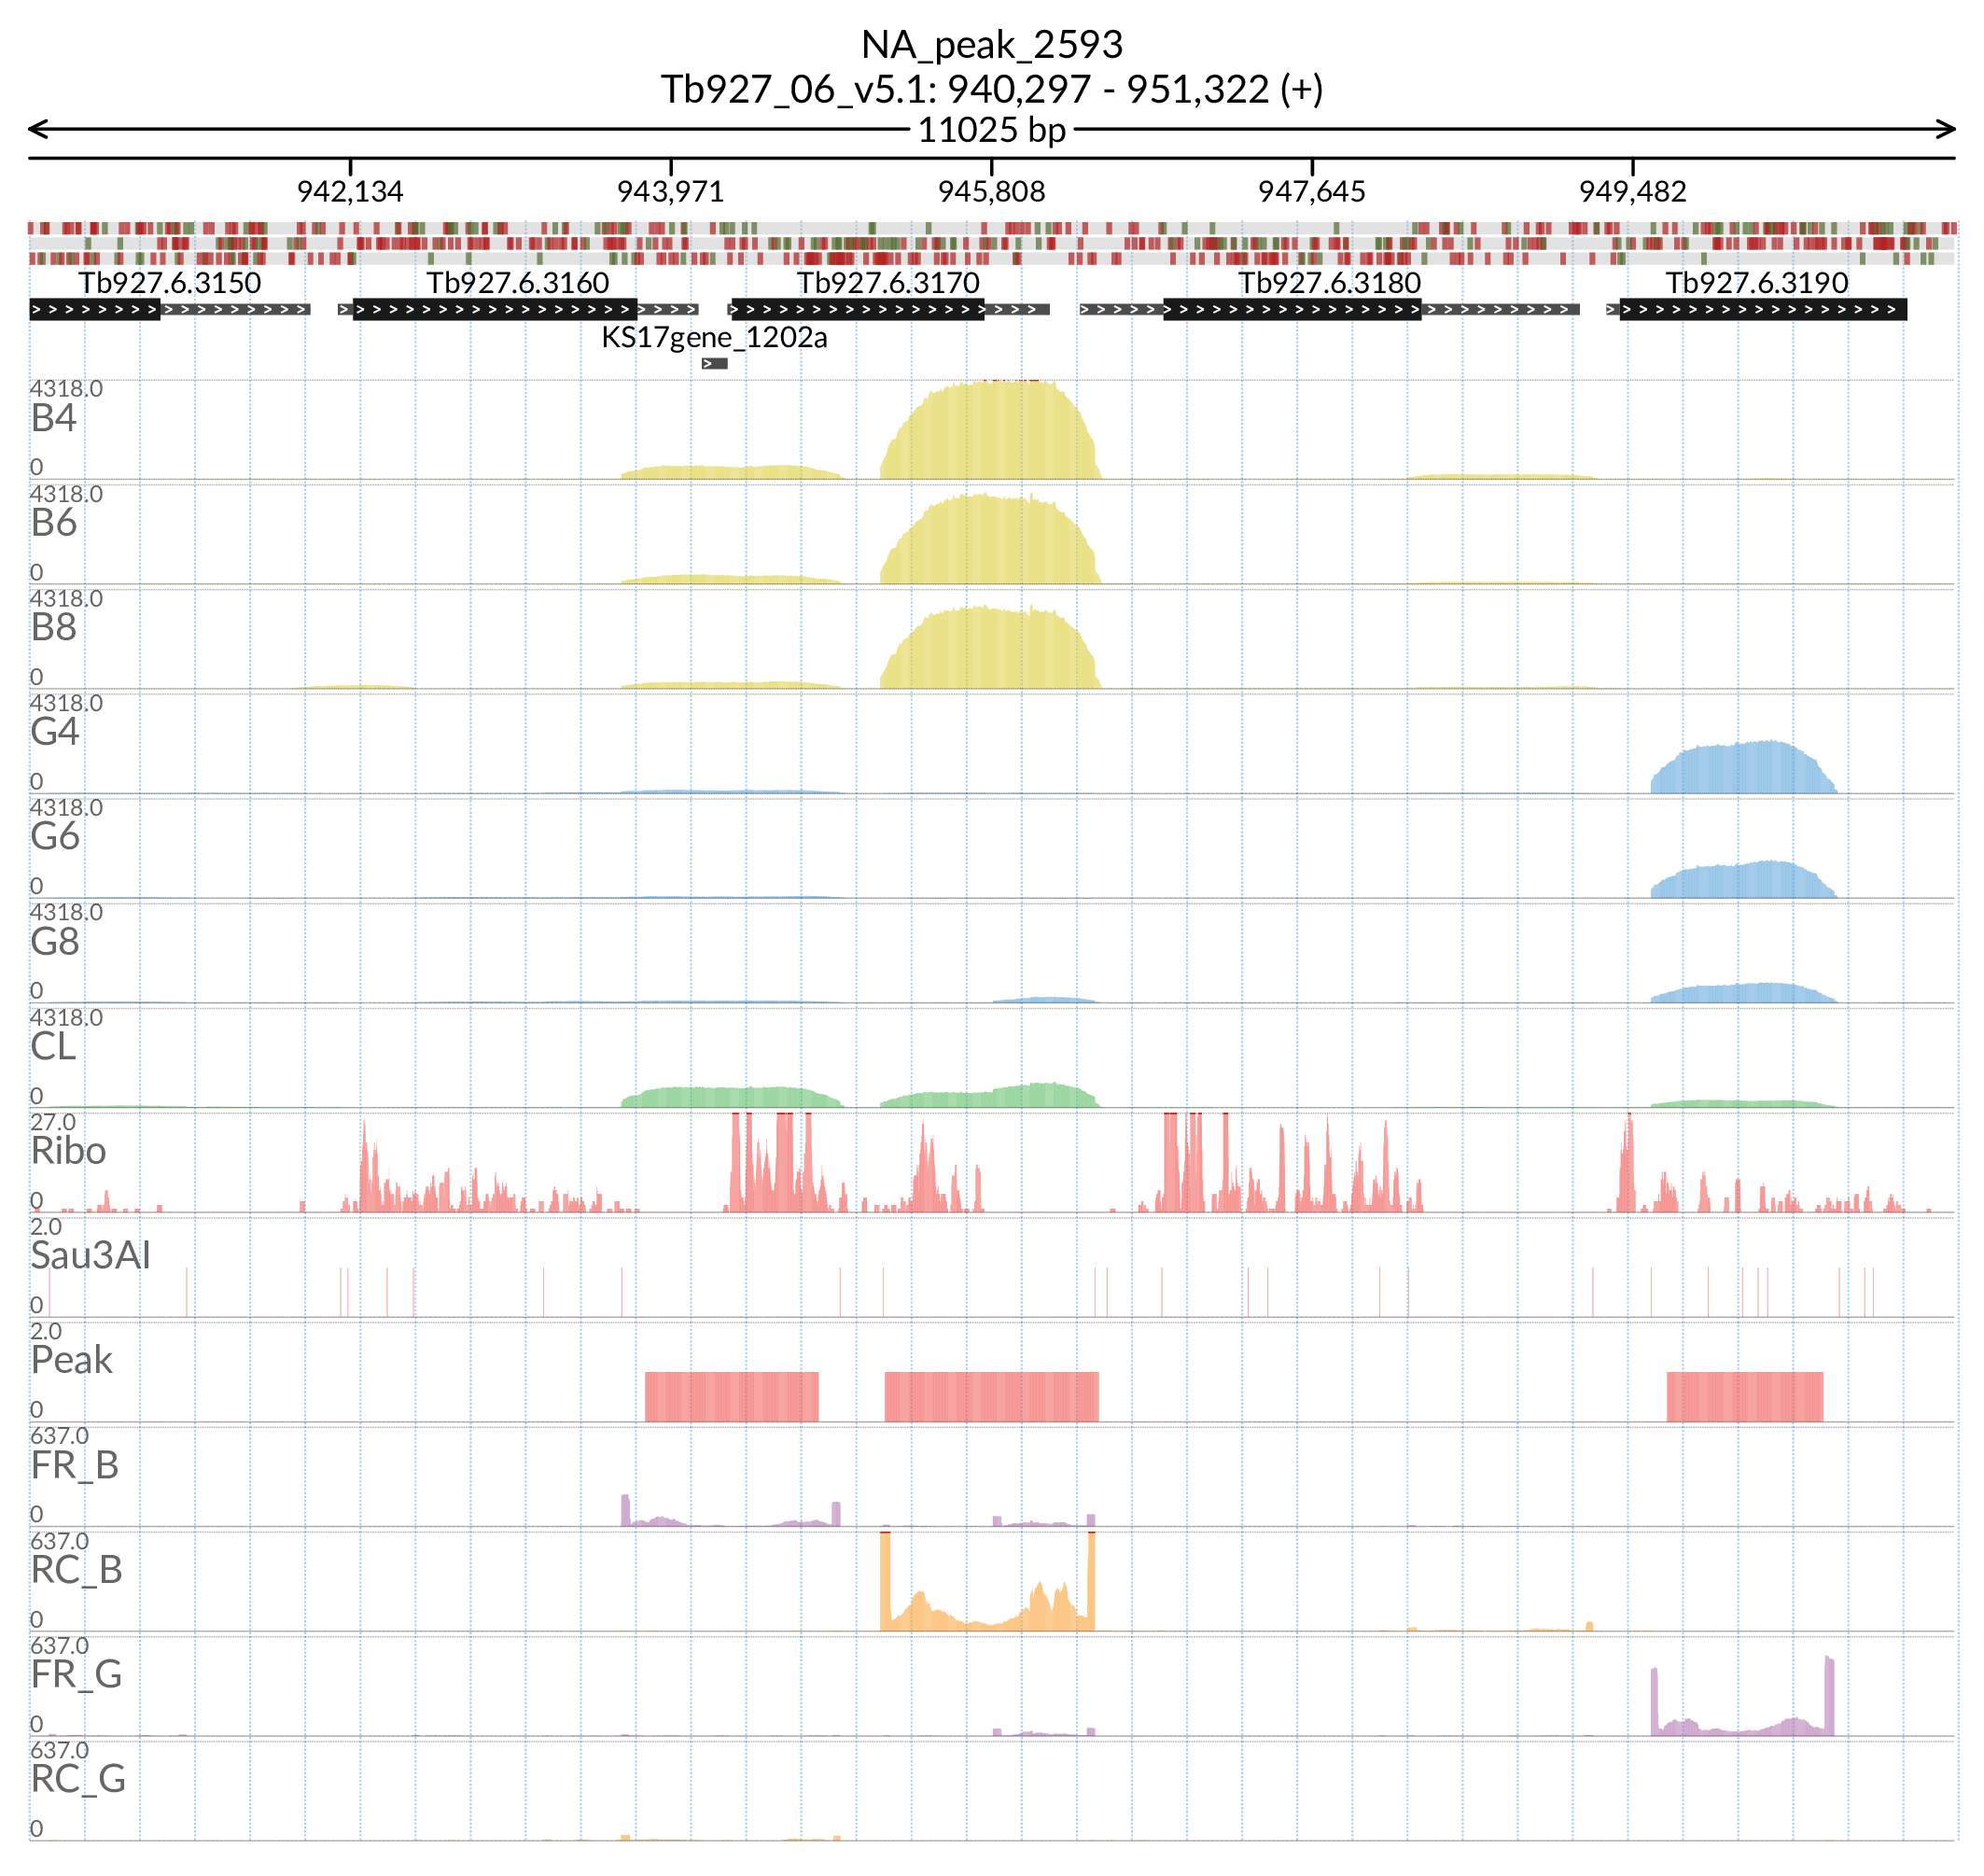 NA_peak_2593
Tb927_06_v5.1: 940,297 - 951,322 (+)
11025 bp
942,134 943,971 945,808 947,645 949,482
Tb927.6.3150 Tb927.6.3160 Tb927.6.3170 Tb927.6.3180 Tb927.6.3190
KS17gene_1202a
4318.0
B4
0
4318.0
B6
0
4318.0
B8
0
4318.0
G4
0
4318.0
G6
0
4318.0
G8
0
4318.0
CL
0
27.0
Ribo
0
2.0
Sau3AI
0
2.0
Peak
0
637.0
FR_B
0
637.0
RC_B
0
637.0
FR_G
0
637.0
RC_G
0